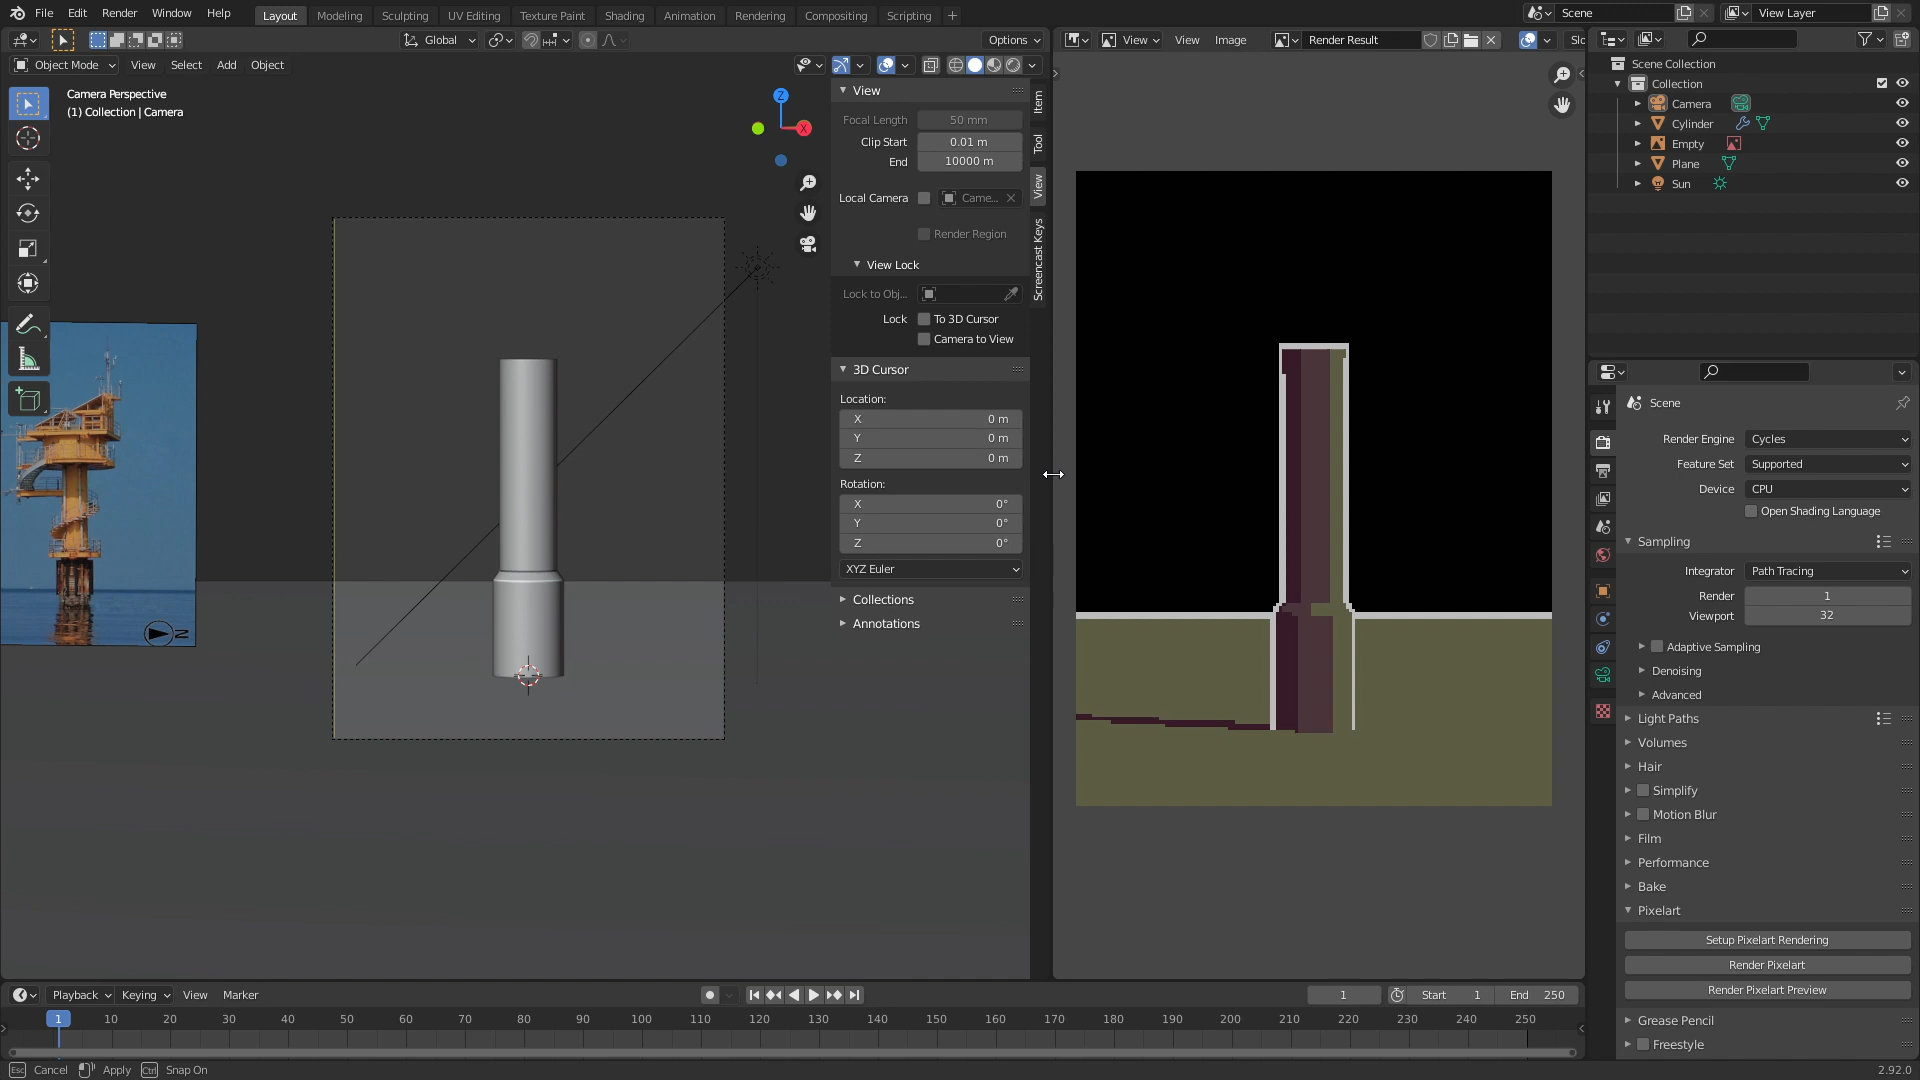 File Edit Render Window Help Layout Modeling Sculpting UV Editing Texture Paint Shading Animation Rendering Compositing Scripting Scene View Layer
Global Options View View Image Render Result Slo
Object Mode View Select Add Object
Camera Perspective
(1) Collection | Camera
Z
X
View
Focal Length 50 mm
Clip Start 0.01 m
End 10000 m
Local Camera Came...
Render Region
View Lock
Lock to Obj...
Lock To 3D Cursor
Camera to View
3D Cursor
Location:
X 0 m
Y 0 m
Z 0 m
Rotation:
X 0°
Y 0°
Z 0°
XYZ Euler
Collections
Annotations
Item
Tool
View
Screencast Keys
Scene Collection
Collection
Camera
Cylinder
Empty
Plane
Sun
Scene
Render Engine Cycles
Feature Set Supported
Device CPU
Open Shading Language
Sampling
Integrator Path Tracing
Render 1
Viewport 32
Adaptive Sampling
Denoising
Advanced
Light Paths
Volumes
Hair
Simplify
Motion Blur
Film
Performance
Bake
Pixelart
Setup Pixelart Rendering
Render Pixelart
Render Pixelart Preview
Grease Pencil
Freestyle
Playback Keying View Marker 1 Start 1 End 250
1 10 20 30 40 50 60 70 80 90 100 110 120 130 140 150 160 170 180 190 200 210 220 230 240 250
Esc Cancel Apply Ctrl Snap On 2.92.0